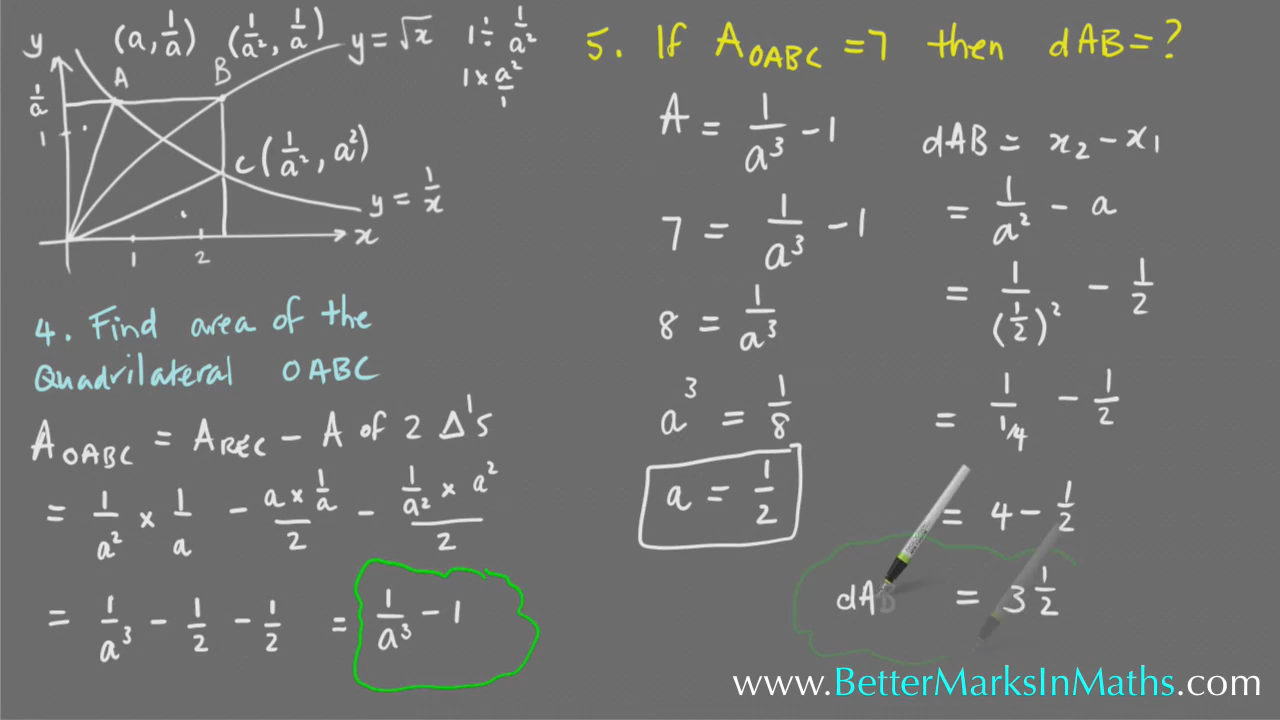 y (a, 1/a) (1/a², 1/a) y = √x 1 ÷ 1/a²
A B 1 × a²/1
1/a
1
C (1/a², a²)
y = 1/x
x
1 2
4. Find area of the
Quadrilateral OABC
A_OABC = A_REC − A of 2 Δ's
= 1/a² × 1/a − (a × 1/a)/2 − (1/a² × a²)/2
= 1/a³ − 1/2 − 1/2 = 1/a³ − 1
5. If A_OABC = 7 then dAB = ?
A = 1/a³ − 1
7 = 1/a³ − 1
8 = 1/a³
a³ = 1/8
a = 1/2
dAB = x₂ − x₁
= 1/a² − a
= 1/(1/2)² − 1/2
= 1/1/4 − 1/2
= 4 − 1/2
dAB = 3 1/2
www.BetterMarksInMaths.com